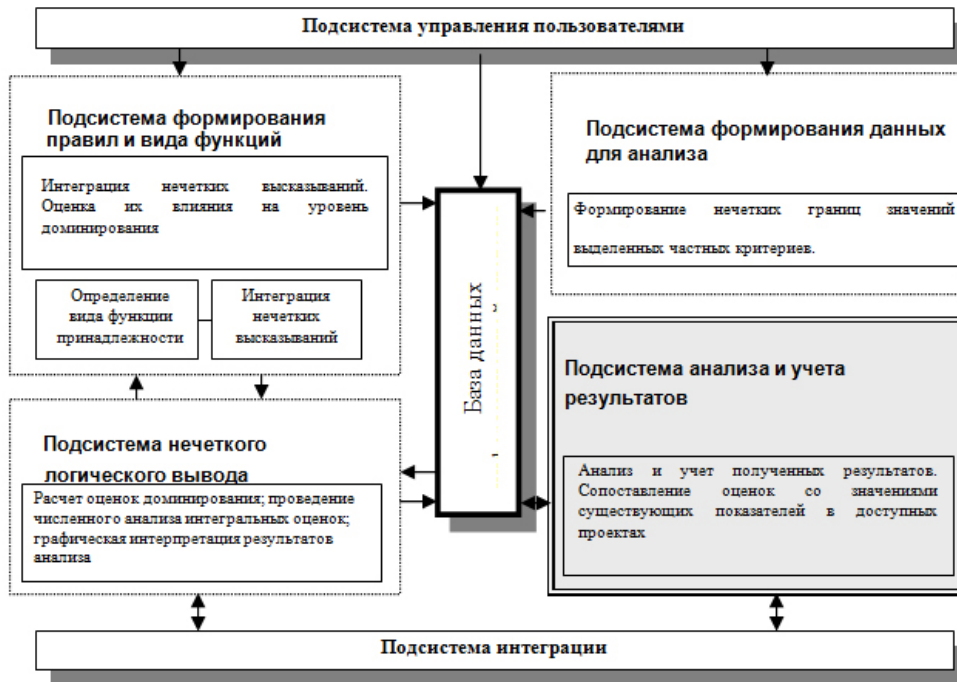 Подсистема управления пользователями
Подсистема формирования
правил и вида функций
Интеграция нечетких высказываний.
Оценка их влияния на уровень
доминирования
Определение
вида функции
принадлежности
Интеграция
нечетких
высказываний
Подсистема нечеткого
логического вывода
Расчет оценок доминирования; проведение
численного анализа интегральных оценок;
графическая интерпретация результатов
анализа
База данных
Подсистема формирования данных
для анализа
Формирование нечетких границ значений
выделенных частных критериев.
Подсистема анализа и учета
результатов
Анализ и учет полученных результатов.
Сопоставление оценок со значениями
существующих показателей в доступных
проектах
Подсистема интеграции